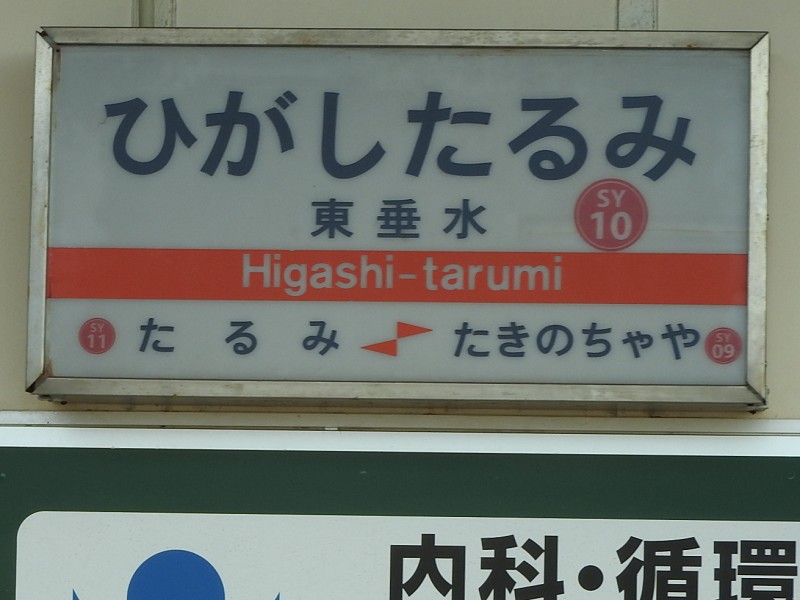 ひがしたるみ
東垂水
SY
10
Higashi-tarumi
SY
11
たるみ
たきのちゃや
SY
09
内科・循環